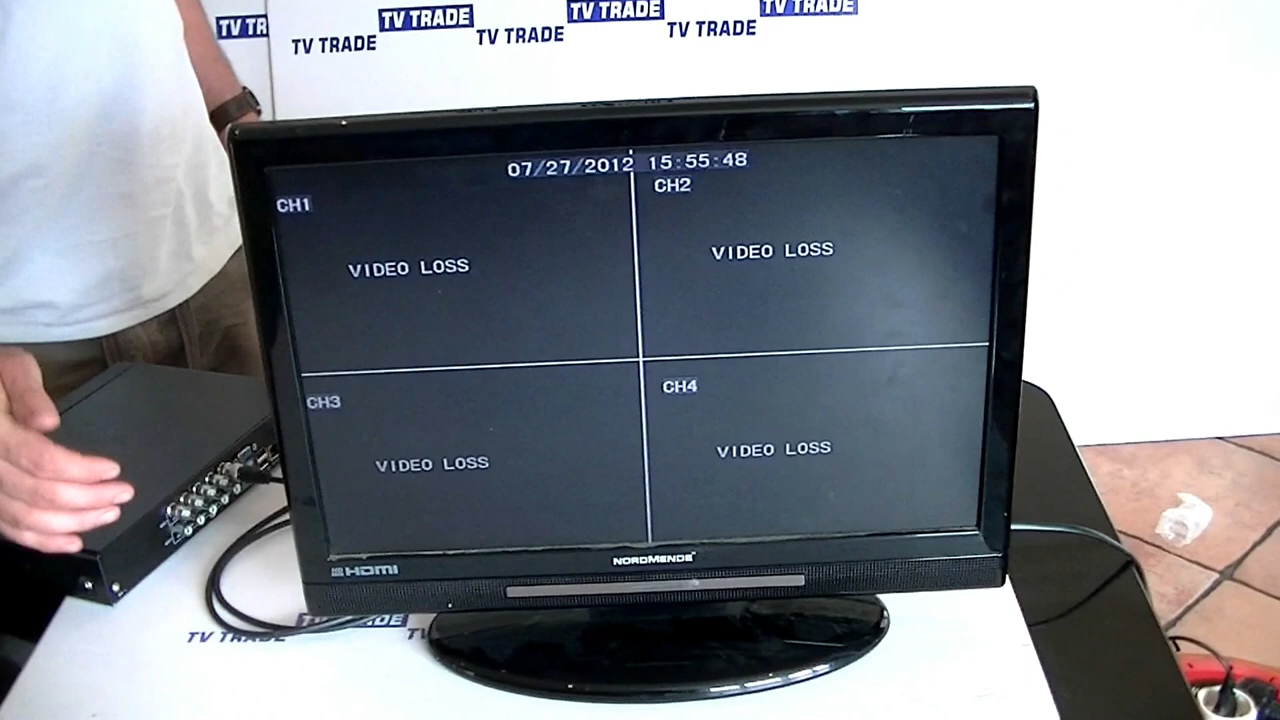 TV TRADE
TV TRADE
TV TRADE
TV TRADE
TV TRADE
TV TRADE
07/27/2012 15:55:48
CH1
CH2
VIDEO LOSS
VIDEO LOSS
CH3
CH4
VIDEO LOSS
VIDEO LOSS
NORDMENDE
HDMI
TV TRADE